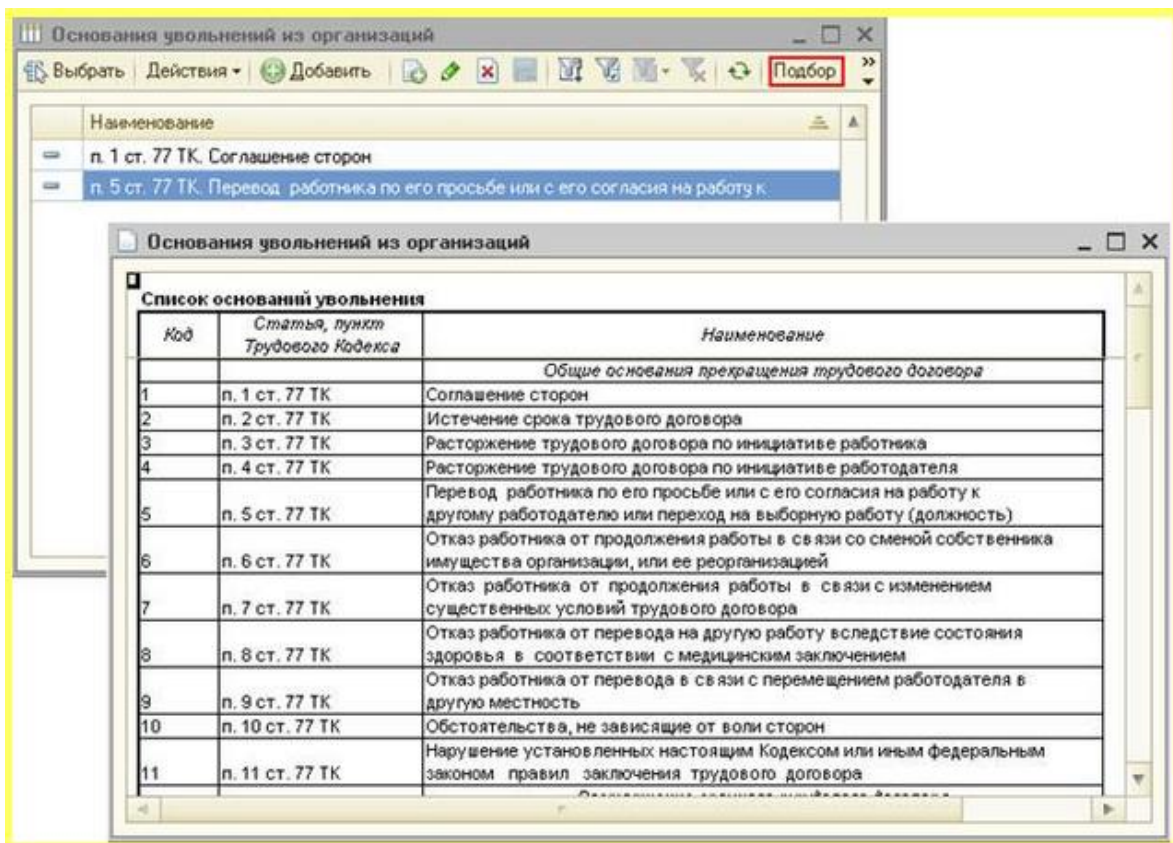 Основания увольнений из организаций
Выбрать Действия Добавить Подбор
Наименование
п. 1 ст. 77 ТК. Соглашение сторон
п. 5 ст. 77 ТК. Перевод работника по его просьбе или с его согласия на работу к
Основания увольнений из организаций
Список оснований увольнения
Код Статья, пункт Трудового Кодекса Наименование
Общие основания прекращения трудового договора
1 п. 1 ст. 77 ТК Соглашение сторон
2 п. 2 ст. 77 ТК Истечение срока трудового договора
3 п. 3 ст. 77 ТК Расторжение трудового договора по инициативе работника
4 п. 4 ст. 77 ТК Расторжение трудового договора по инициативе работодателя
Перевод работника по его просьбе или с его согласия на работу к
5 п. 5 ст. 77 ТК другому работодателю или переход на выборную работу (должность)
Отказ работника от продолжения работы в связи со сменой собственника
6 п. 6 ст. 77 ТК имущества организации, или ее реорганизацией
Отказ работника от продолжения работы в связи с изменением
7 п. 7 ст. 77 ТК существенных условий трудового договора
Отказ работника от перевода на другую работу вследствие состояния
8 п. 8 ст. 77 ТК здоровья в соответствии с медицинским заключением
Отказ работника от перевода в связи с перемещением работодателя в
9 п. 9 ст. 77 ТК другую местность
10 п. 10 ст. 77 ТК Обстоятельства, не зависящие от воли сторон
Нарушение установленных настоящим Кодексом или иным федеральным
11 п. 11 ст. 77 ТК законом правил заключения трудового договора